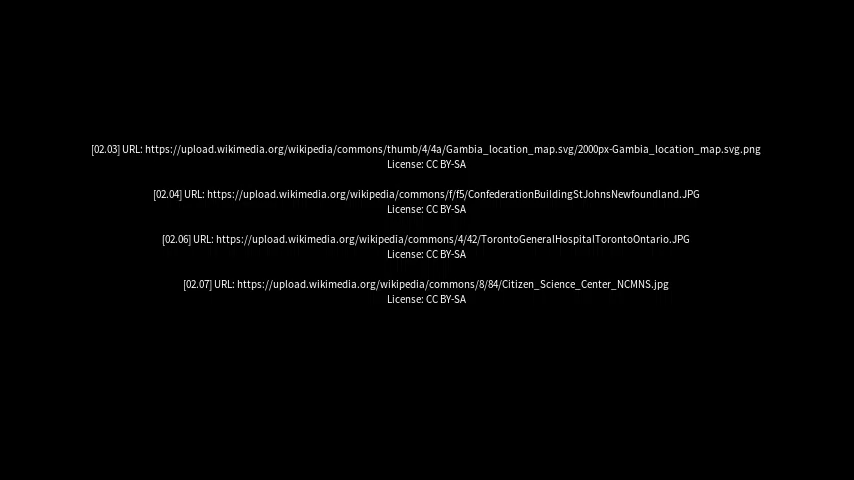 [02.03] URL: https://upload.wikimedia.org/wikipedia/commons/thumb/4/4a/Gambia_location_map.svg/2000px-Gambia_location_map.svg.png
License: CC BY-SA
[02.04] URL: https://upload.wikimedia.org/wikipedia/commons/f/f5/ConfederationBuildingStJohnsNewfoundland.JPG
License: CC BY-SA
[02.06] URL: https://upload.wikimedia.org/wikipedia/commons/4/42/TorontoGeneralHospitalTorontoOntario.JPG
License: CC BY-SA
[02.07] URL: https://upload.wikimedia.org/wikipedia/commons/8/84/Citizen_Science_Center_NCMNS.jpg
License: CC BY-SA